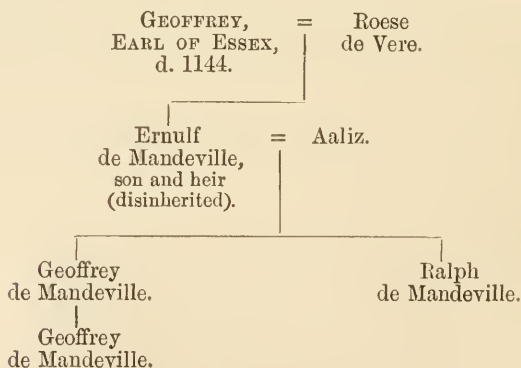 GEOFFREY, = Roese
EARL OF ESSEX, de Vere.
d. 1144.
Ernulf = Aaliz.
de Mandeville,
son and heir
(disinherited).
Geoffrey Ralph
de Mandeville. de Mandeville.
Geoffrey
de Mandeville.